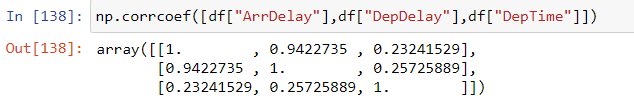 In [138]: np.corrcoef([df["ArrDelay"],df["DepDelay"],df["DepTime"]])
Out[138]: array([[1.        , 0.9422735 , 0.23241529],
[0.9422735 , 1.        , 0.25725889],
[0.23241529, 0.25725889, 1.        ]])